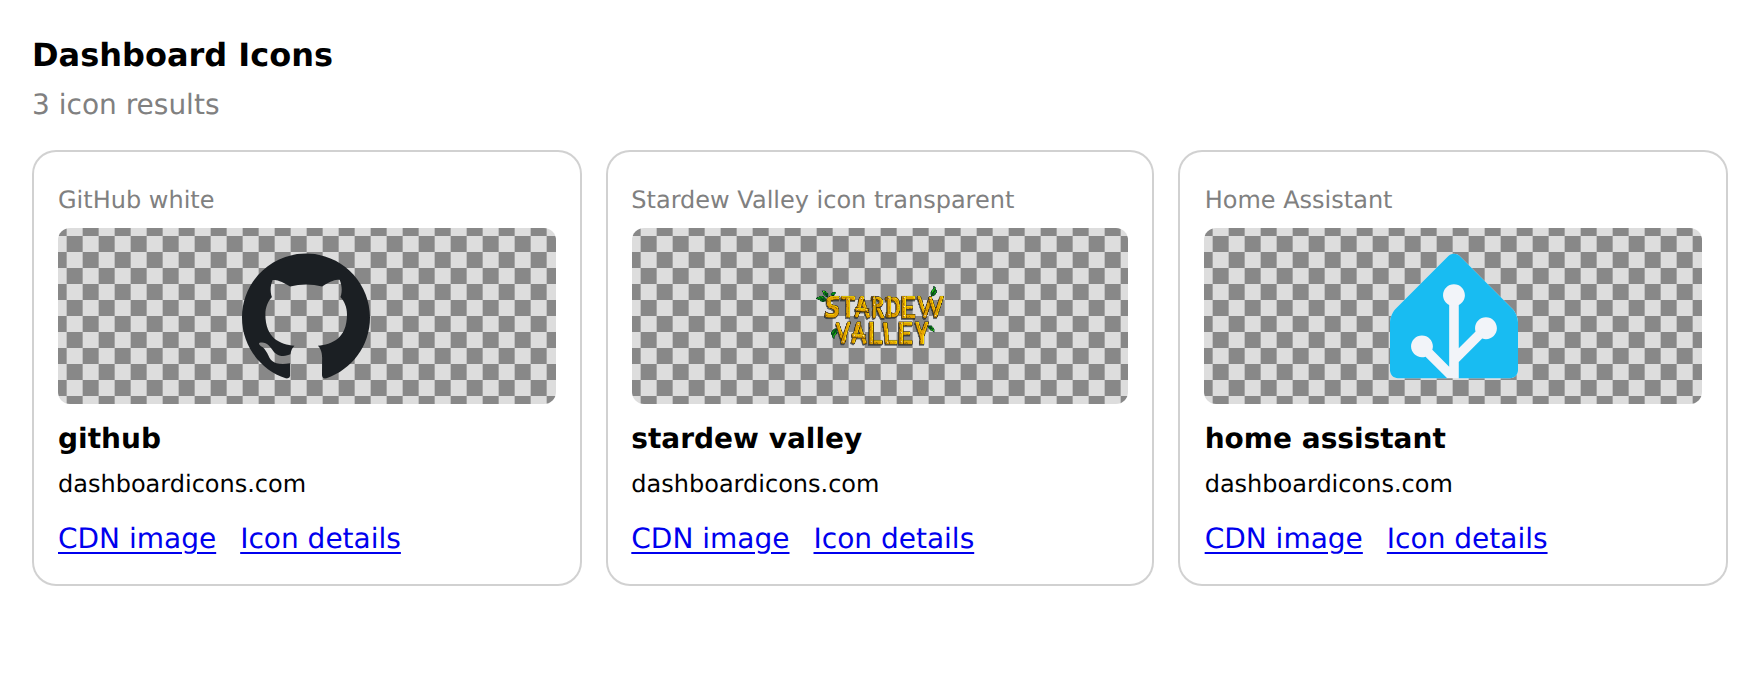 Dashboard Icons
3 icon results
GitHub white
github
dashboardicons.com
CDN image Icon details
Stardew Valley icon transparent
STARDEW
VALLEY
stardew valley
dashboardicons.com
CDN image Icon details
Home Assistant
home assistant
dashboardicons.com
CDN image Icon details